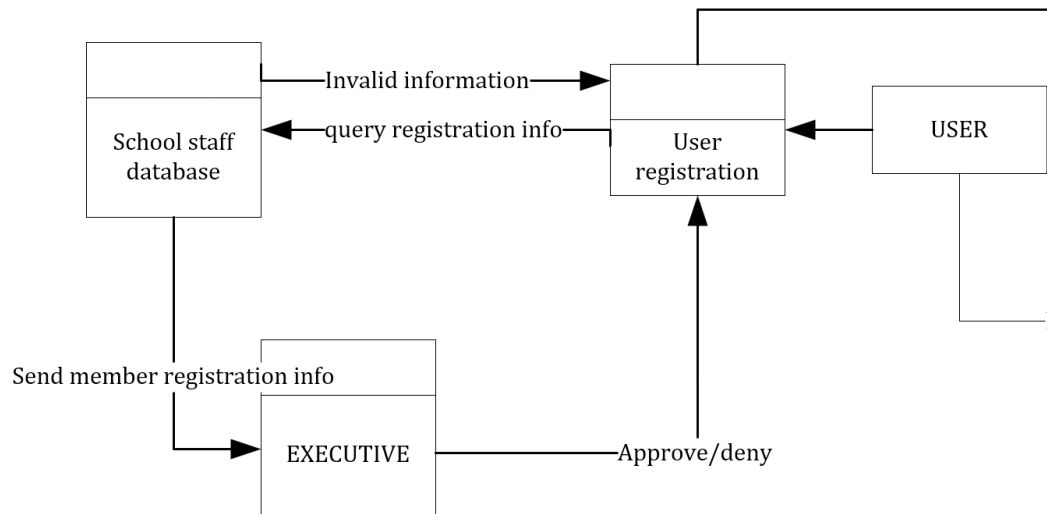 Invalid information
query registration info
School staff
database
User
registration
USER
Send member registration info
EXECUTIVE
Approve/deny